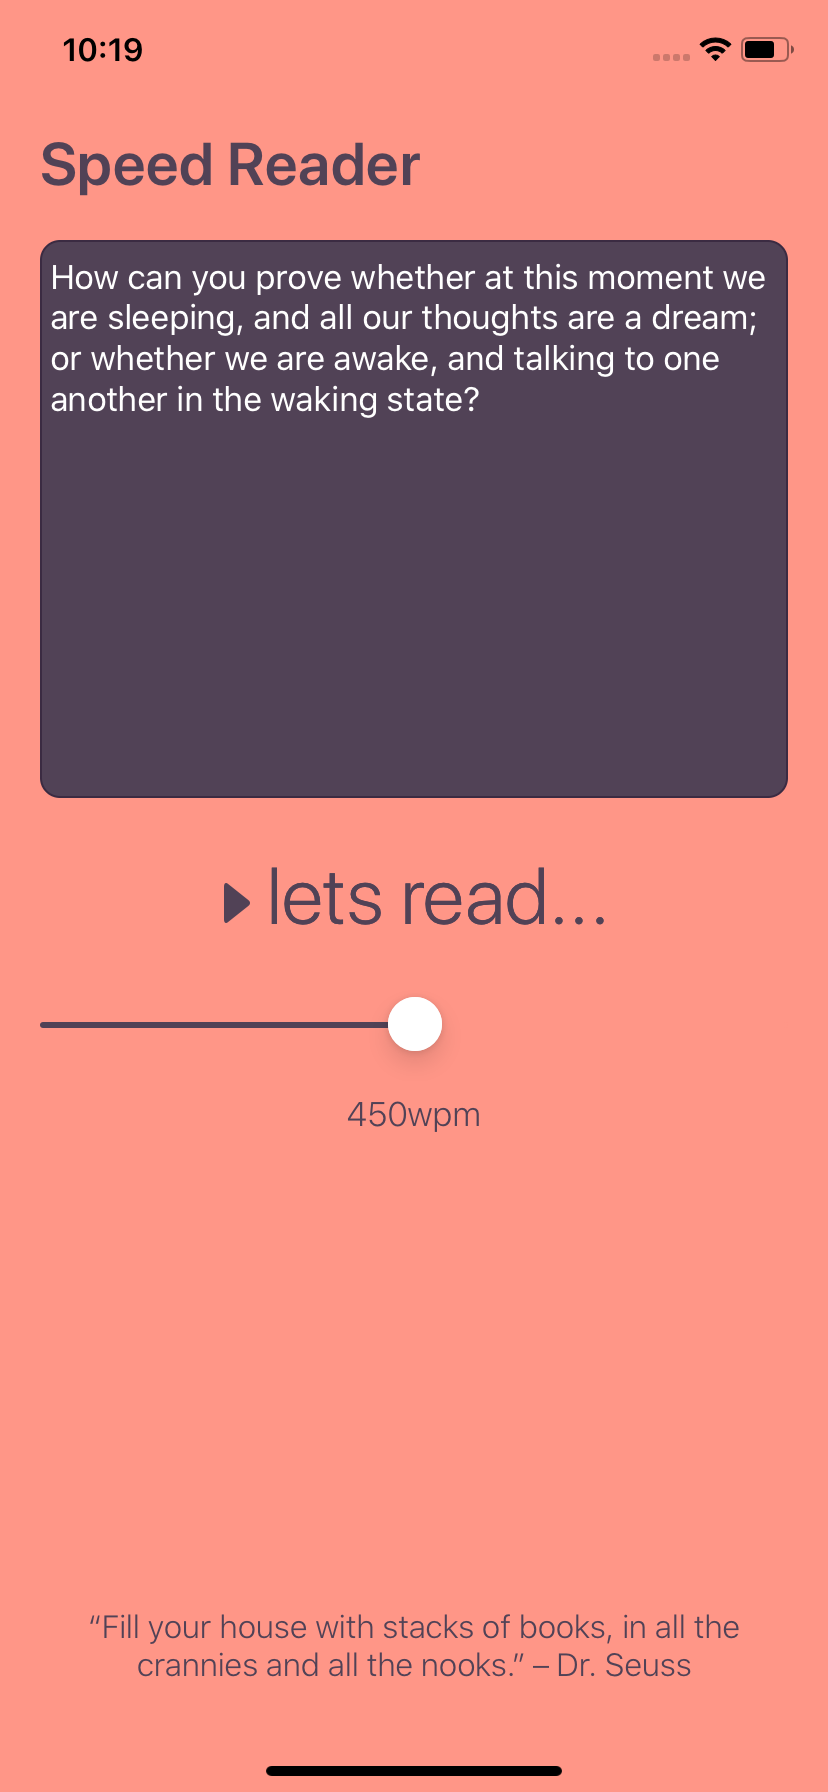 10:19
Speed Reader
How can you prove whether at this moment we
are sleeping, and all our thoughts are a dream;
or whether we are awake, and talking to one
another in the waking state?
lets read...
450wpm
“Fill your house with stacks of books, in all the
crannies and all the nooks.” – Dr. Seuss